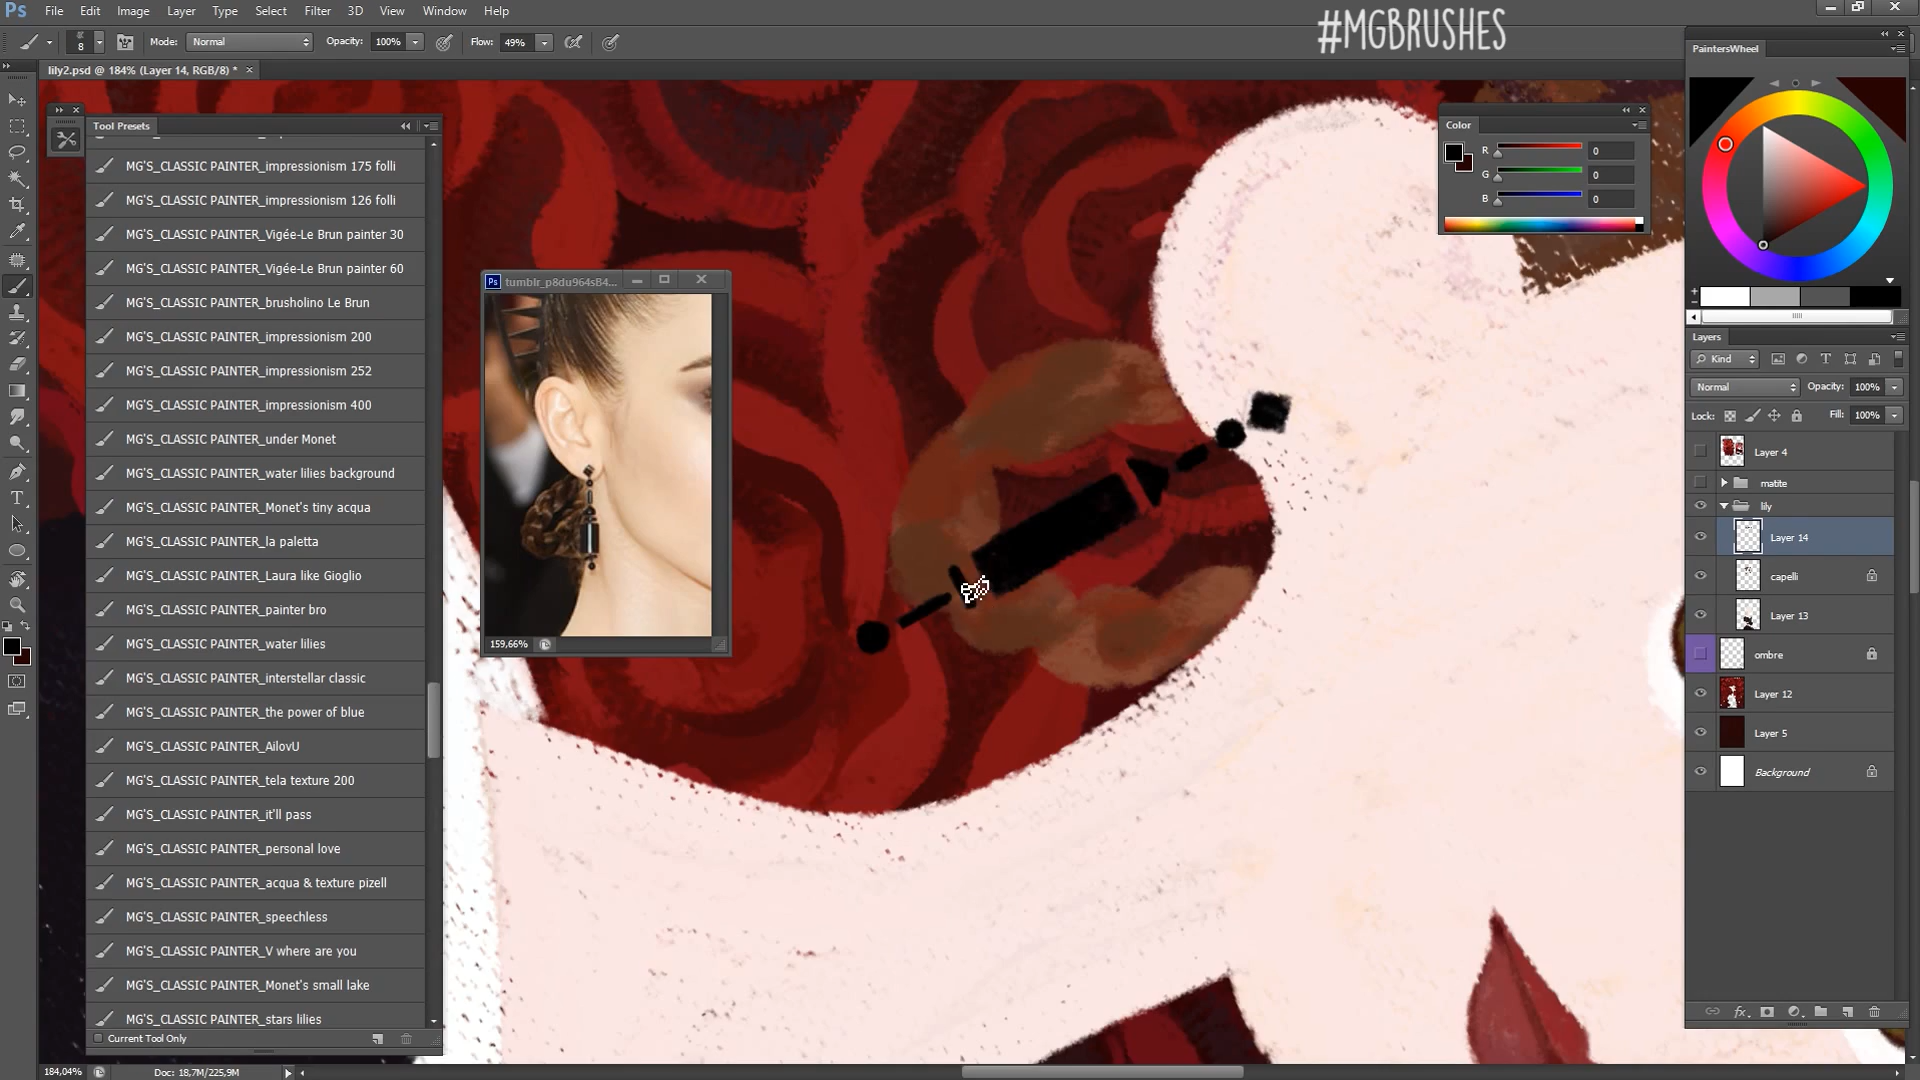 Ps File Edit Image Layer Type Select Filter 3D View Window Help
#MGBRUSHES
8 Mode: Normal Opacity: 100% Flow: 49%
lily2.psd @ 184% (Layer 14, RGB/8) *
Tool Presets
MG'S_CLASSIC PAINTER_impressionism 175 folli
MG'S_CLASSIC PAINTER_impressionism 126 folli
MG'S_CLASSIC PAINTER_Vigée-Le Brun painter 30
MG'S_CLASSIC PAINTER_Vigée-Le Brun painter 60
MG'S_CLASSIC PAINTER_brusholino Le Brun
MG'S_CLASSIC PAINTER_impressionism 200
MG'S_CLASSIC PAINTER_impressionism 252
MG'S_CLASSIC PAINTER_impressionism 400
MG'S_CLASSIC PAINTER_under Monet
MG'S_CLASSIC PAINTER_water lilies background
MG'S_CLASSIC PAINTER_Monet's tiny acqua
MG'S_CLASSIC PAINTER_la paletta
MG'S_CLASSIC PAINTER_Laura like Gioglio
MG'S_CLASSIC PAINTER_painter bro
MG'S_CLASSIC PAINTER_water lilies
MG'S_CLASSIC PAINTER_interstellar classic
MG'S_CLASSIC PAINTER_the power of blue
MG'S_CLASSIC PAINTER_AilovU
MG'S_CLASSIC PAINTER_tela texture 200
MG'S_CLASSIC PAINTER_it'll pass
MG'S_CLASSIC PAINTER_personal love
MG'S_CLASSIC PAINTER_acqua & texture pizell
MG'S_CLASSIC PAINTER_speechless
MG'S_CLASSIC PAINTER_V where are you
MG'S_CLASSIC PAINTER_Monet's small lake
MG'S_CLASSIC PAINTER_stars lilies
Current Tool Only
Ps tumblr_p8du964sB4...
159,66%
Color
R 0
G 0
B 0
PaintersWheel
Layers
Kind
Normal Opacity: 100%
Lock: Fill: 100%
Layer 4
matite
lily
Layer 14
capelli
Layer 13
ombre
Layer 12
Layer 5
Background
fx
184,04% Doc: 18,7M/225,9M